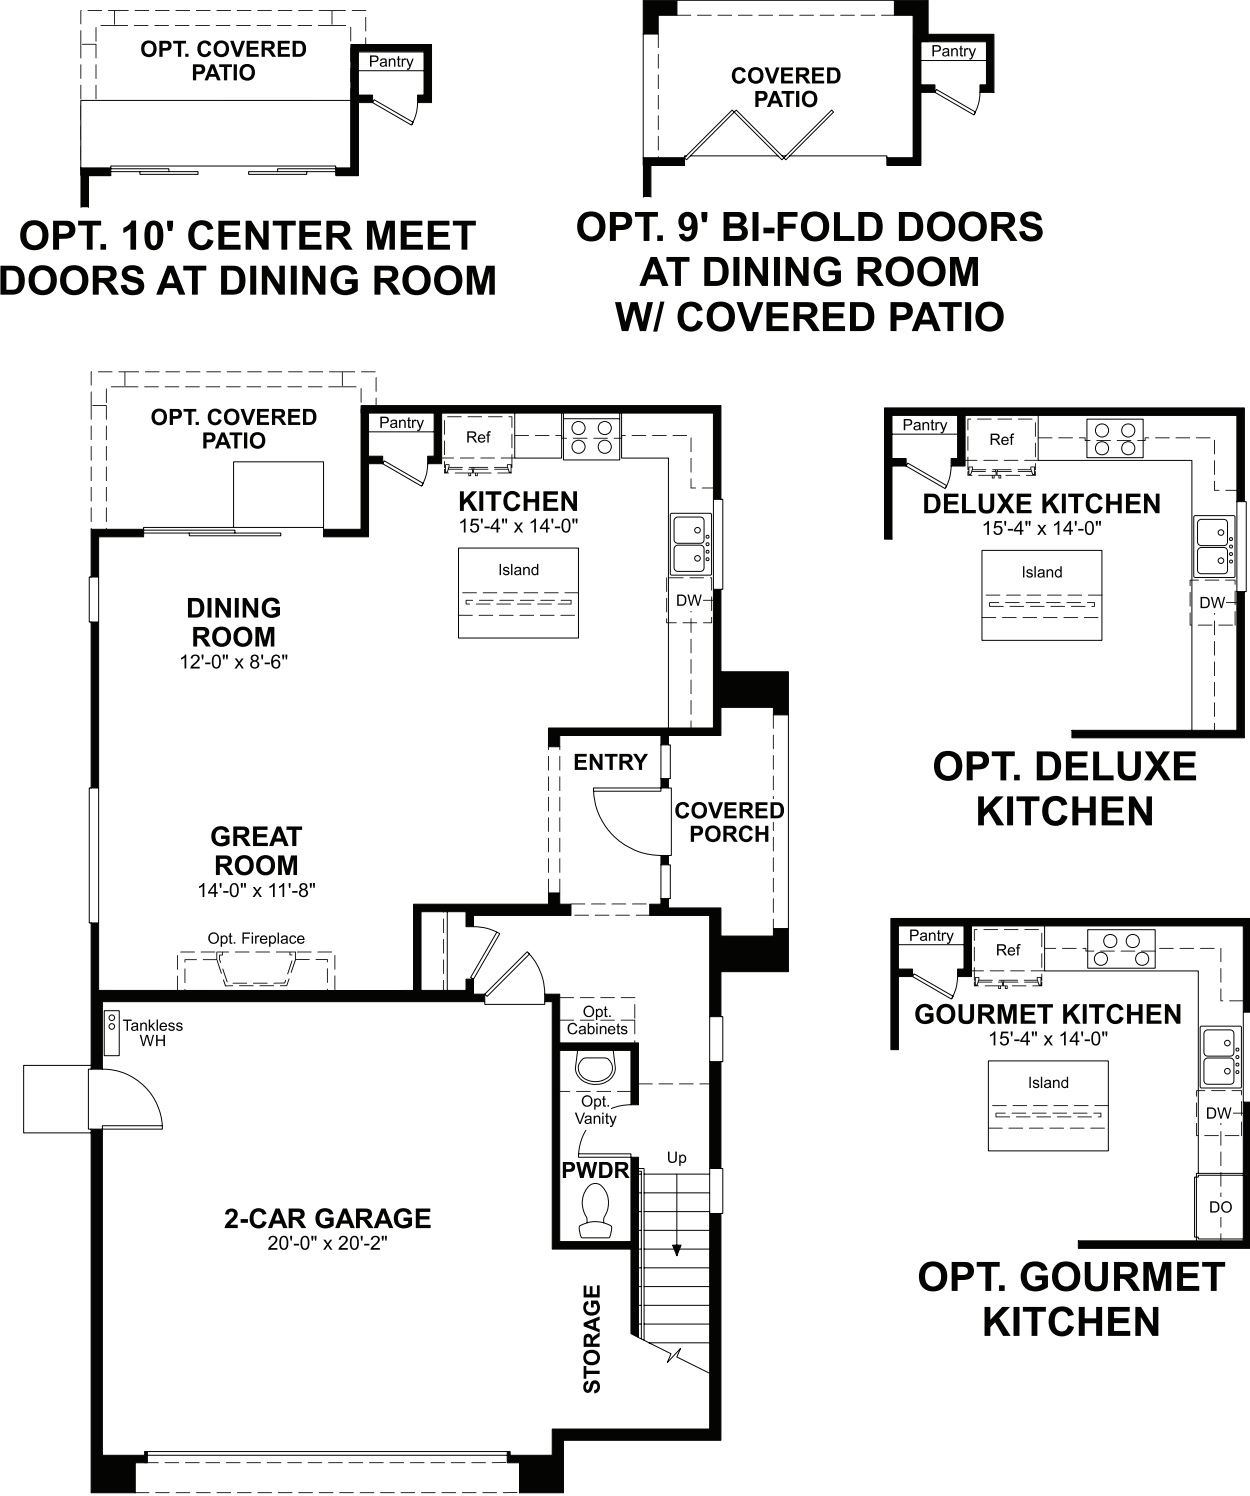 OPT. COVERED
PATIO
Pantry
OPT. 10' CENTER MEET
DOORS AT DINING ROOM
COVERED
PATIO
Pantry
OPT. 9' BI-FOLD DOORS
AT DINING ROOM
W/ COVERED PATIO
OPT. COVERED
PATIO
Pantry
Ref
KITCHEN
15'-4" x 14'-0"
Island
DW
DINING
ROOM
12'-0" x 8'-6"
ENTRY
COVERED
PORCH
GREAT
ROOM
14'-0" x 11'-8"
Opt. Fireplace
Tankless
WH
Opt.
Cabinets
Opt.
Vanity
PWDR
Up
2-CAR GARAGE
20'-0" x 20'-2"
STORAGE
Pantry
Ref
DELUXE KITCHEN
15'-4" x 14'-0"
Island
DW
OPT. DELUXE
KITCHEN
Pantry
Ref
GOURMET KITCHEN
15'-4" x 14'-0"
Island
DW
DO
OPT. GOURMET
KITCHEN